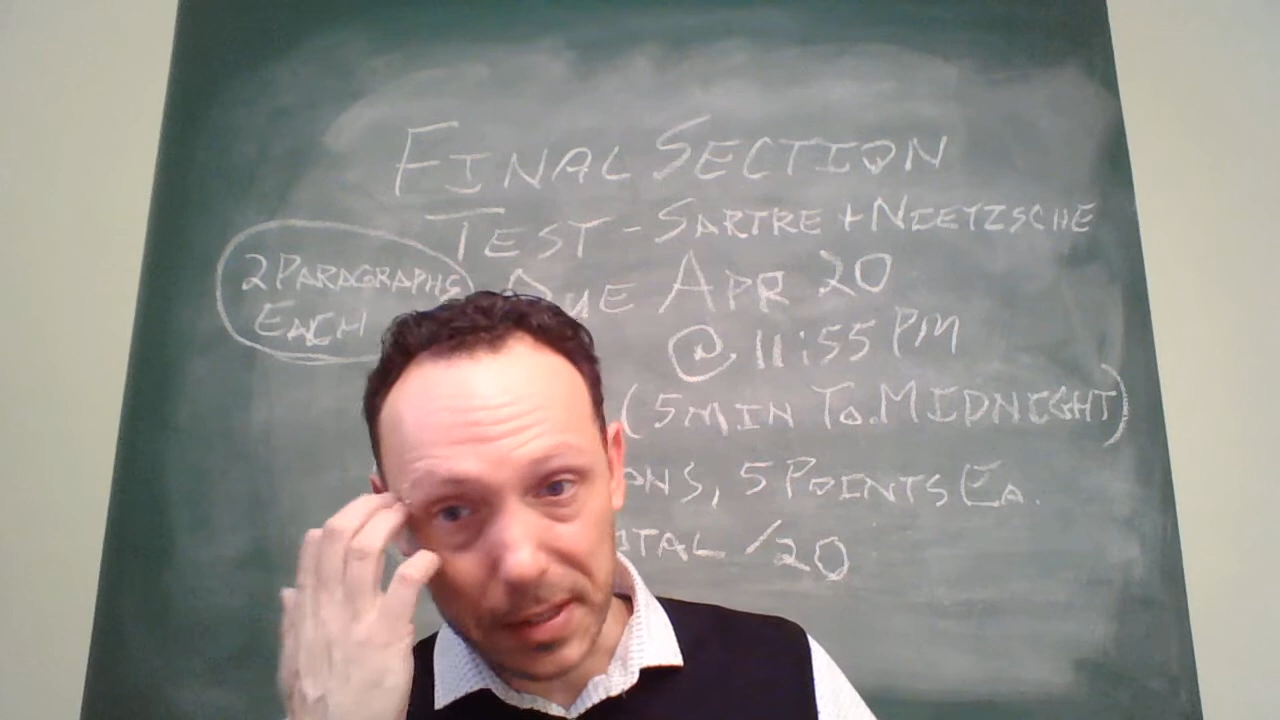 FINAL SECTION
TEST - SARTRE + NIETZSCHE
2 PARAGRAPHS
EACH
DUE APR 20
@ 11:55 PM
(5 MIN TO. MIDNIGHT)
, 5 POINTS EA.
/20